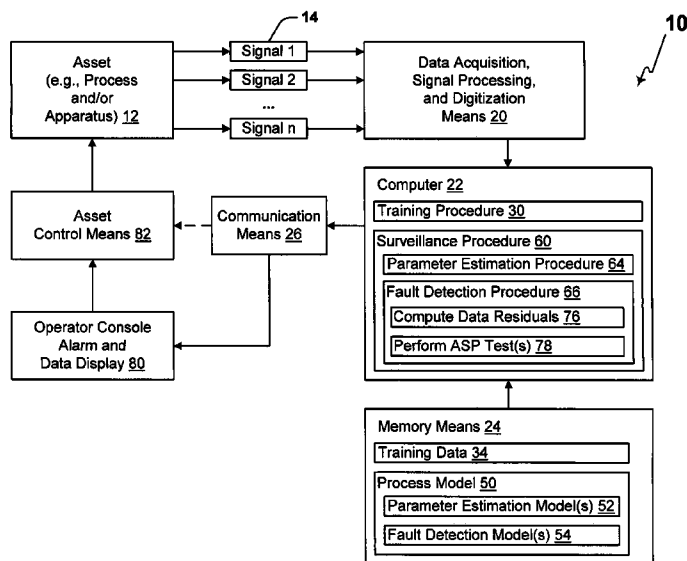 10
14
Asset
(e.g., Process
and/or
Apparatus) 12
Signal 1
Signal 2
...
Signal n
Data Acquisition,
Signal Processing,
and Digitization
Means 20
Computer 22
Training Procedure 30
Surveillance Procedure 60
Parameter Estimation Procedure 64
Fault Detection Procedure 66
Compute Data Residuals 76
Perform ASP Test(s) 78
Asset
Control Means 82
Communication
Means 26
Operator Console
Alarm and
Data Display 80
Memory Means 24
Training Data 34
Process Model 50
Parameter Estimation Model(s) 52
Fault Detection Model(s) 54